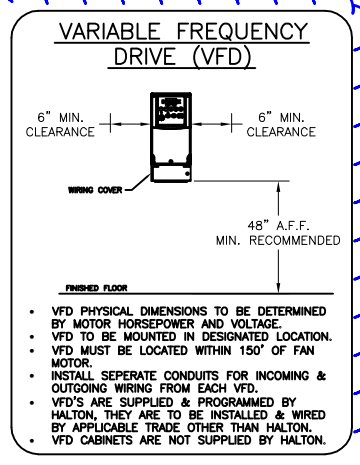 VARIABLE FREQUENCY
DRIVE (VFD)
6" MIN.
CLEARANCE
6" MIN.
CLEARANCE
WIRING COVER
48" A.F.F.
MIN. RECOMMENDED
FINISHED FLOOR
• VFD PHYSICAL DIMENSIONS TO BE DETERMINED
BY MOTOR HORSEPOWER AND VOLTAGE.
• VFD TO BE MOUNTED IN DESIGNATED LOCATION.
• VFD MUST BE LOCATED WITHIN 150' OF FAN
MOTOR.
• INSTALL SEPERATE CONDUITS FOR INCOMING &
OUTGOING WIRING FROM EACH VFD.
• VFD'S ARE SUPPLIED & PROGRAMMED BY
HALTON, THEY ARE TO BE INSTALLED & WIRED
BY APPLICABLE TRADE OTHER THAN HALTON.
• VFD CABINETS ARE NOT SUPPLIED BY HALTON.